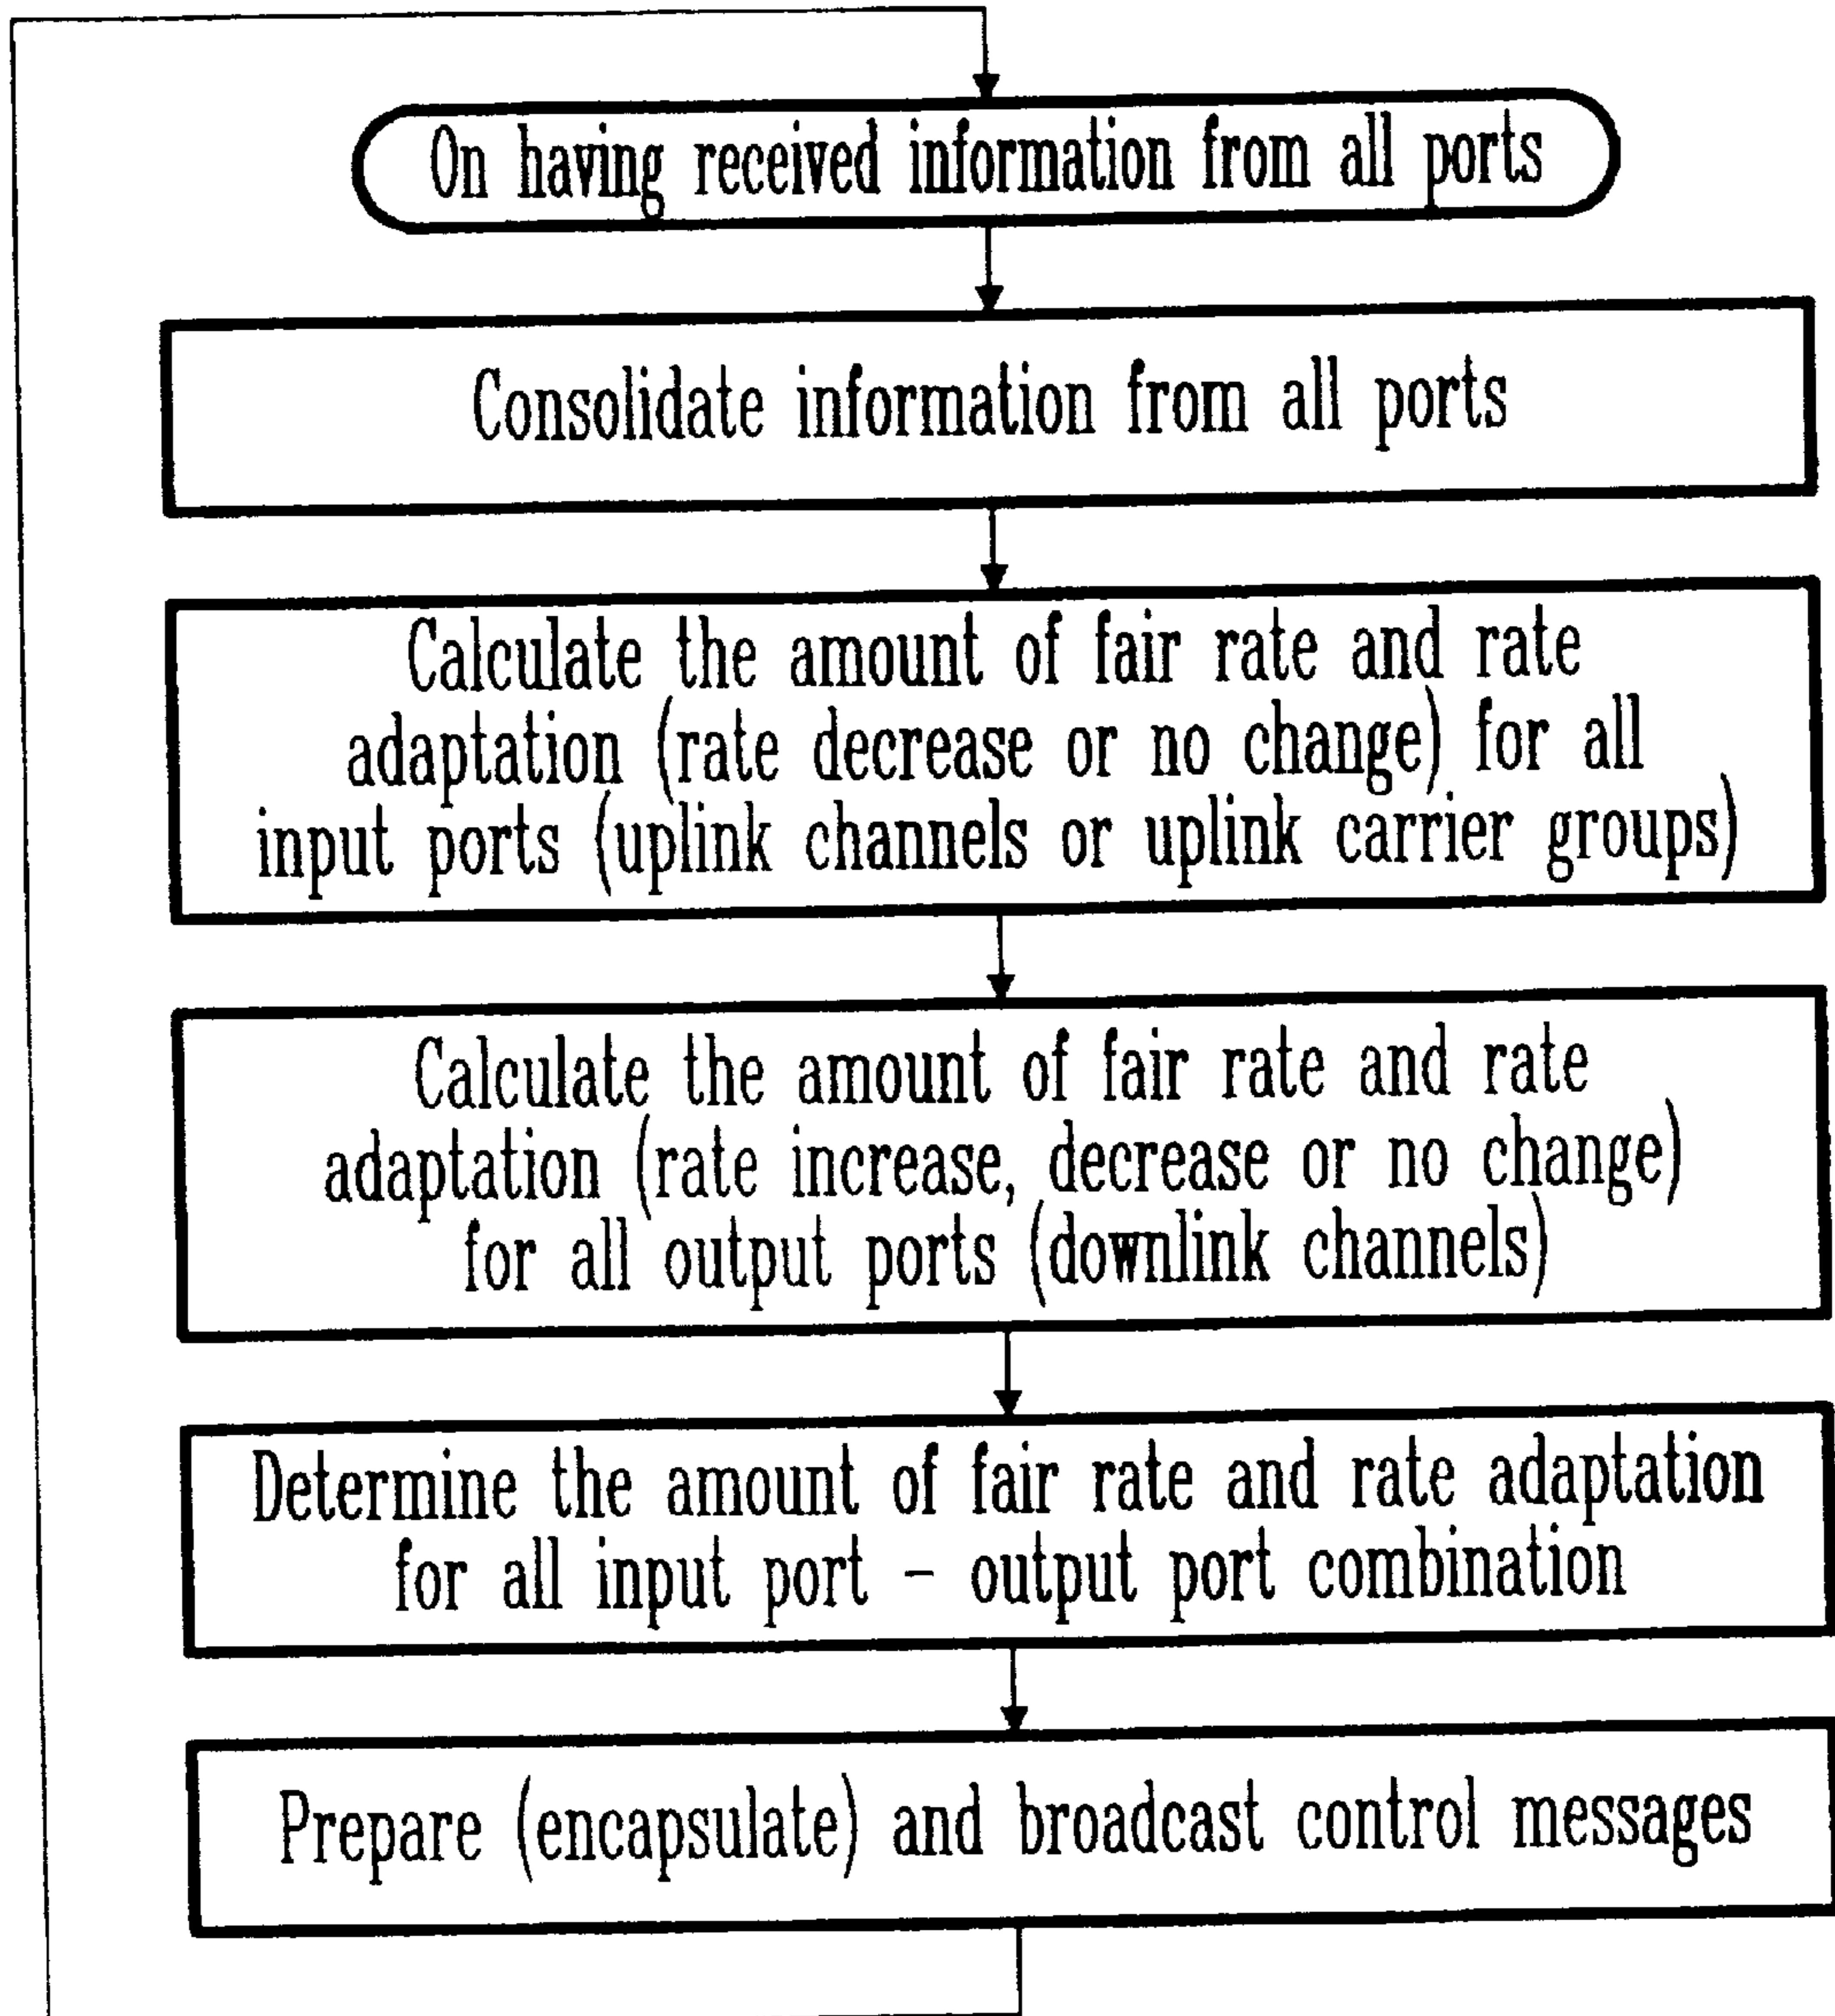 On having received information from all ports
Consolidate information from all ports
Calculate the amount of fair rate and rate
adaptation (rate decrease or no change) for all
input ports (uplink channels or uplink carrier groups)
Calculate the amount of fair rate and rate
adaptation (rate increase, decrease or no change)
for all output ports (downlink channels)
Determine the amount of fair rate and rate adaptation
for all input port - output port combination
Prepare (encapsulate) and broadcast control messages